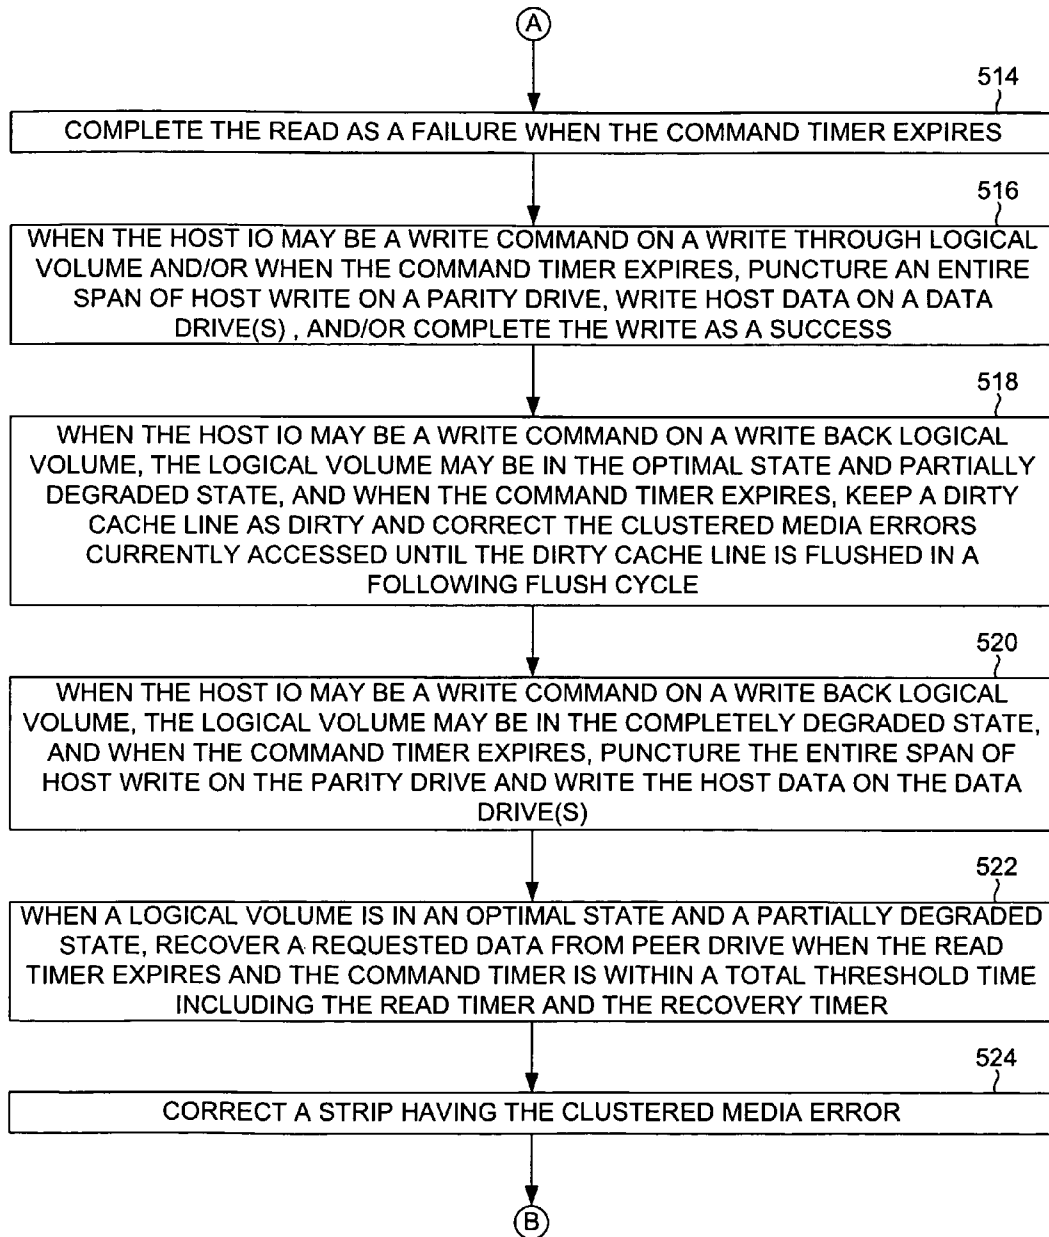 A
514
COMPLETE THE READ AS A FAILURE WHEN THE COMMAND TIMER EXPIRES
516
WHEN THE HOST IO MAY BE A WRITE COMMAND ON A WRITE THROUGH LOGICAL
VOLUME AND/OR WHEN THE COMMAND TIMER EXPIRES, PUNCTURE AN ENTIRE
SPAN OF HOST WRITE ON A PARITY DRIVE, WRITE HOST DATA ON A DATA
DRIVE(S) , AND/OR COMPLETE THE WRITE AS A SUCCESS
518
WHEN THE HOST IO MAY BE A WRITE COMMAND ON A WRITE BACK LOGICAL
VOLUME, THE LOGICAL VOLUME MAY BE IN THE OPTIMAL STATE AND PARTIALLY
DEGRADED STATE, AND WHEN THE COMMAND TIMER EXPIRES, KEEP A DIRTY
CACHE LINE AS DIRTY AND CORRECT THE CLUSTERED MEDIA ERRORS
CURRENTLY ACCESSED UNTIL THE DIRTY CACHE LINE IS FLUSHED IN A
FOLLOWING FLUSH CYCLE
520
WHEN THE HOST IO MAY BE A WRITE COMMAND ON A WRITE BACK LOGICAL
VOLUME, THE LOGICAL VOLUME MAY BE IN THE COMPLETELY DEGRADED STATE,
AND WHEN THE COMMAND TIMER EXPIRES, PUNCTURE THE ENTIRE SPAN OF
HOST WRITE ON THE PARITY DRIVE AND WRITE THE HOST DATA ON THE DATA
DRIVE(S)
522
WHEN A LOGICAL VOLUME IS IN AN OPTIMAL STATE AND A PARTIALLY DEGRADED
STATE, RECOVER A REQUESTED DATA FROM PEER DRIVE WHEN THE READ
TIMER EXPIRES AND THE COMMAND TIMER IS WITHIN A TOTAL THRESHOLD TIME
INCLUDING THE READ TIMER AND THE RECOVERY TIMER
524
CORRECT A STRIP HAVING THE CLUSTERED MEDIA ERROR
B